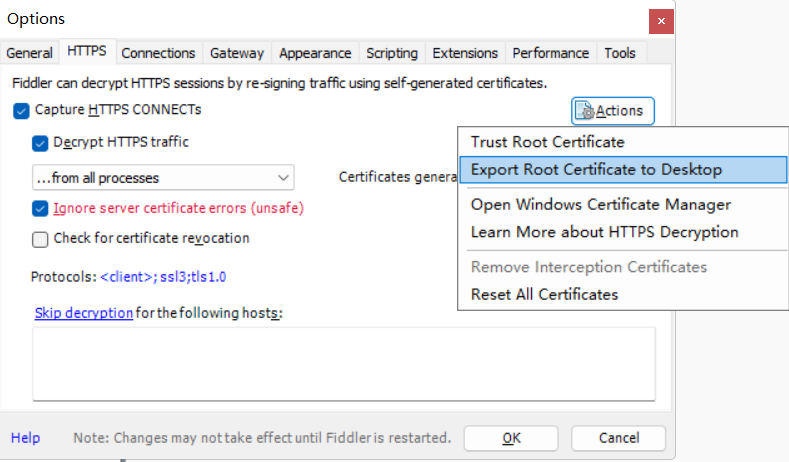 Options
General HTTPS Connections Gateway Appearance Scripting Extensions Performance Tools
Fiddler can decrypt HTTPS sessions by re-signing traffic using self-generated certificates.
Capture HTTPS CONNECTs
Actions
Decrypt HTTPS traffic
Trust Root Certificate
Export Root Certificate to Desktop
Open Windows Certificate Manager
Learn More about HTTPS Decryption
Remove Interception Certificates
Reset All Certificates
...from all processes
Certificates genera
Ignore server certificate errors (unsafe)
Check for certificate revocation
Protocols: <client>; ssl3;tls1.0
Skip decryption for the following hosts:
Help
Note: Changes may not take effect until Fiddler is restarted.
OK
Cancel